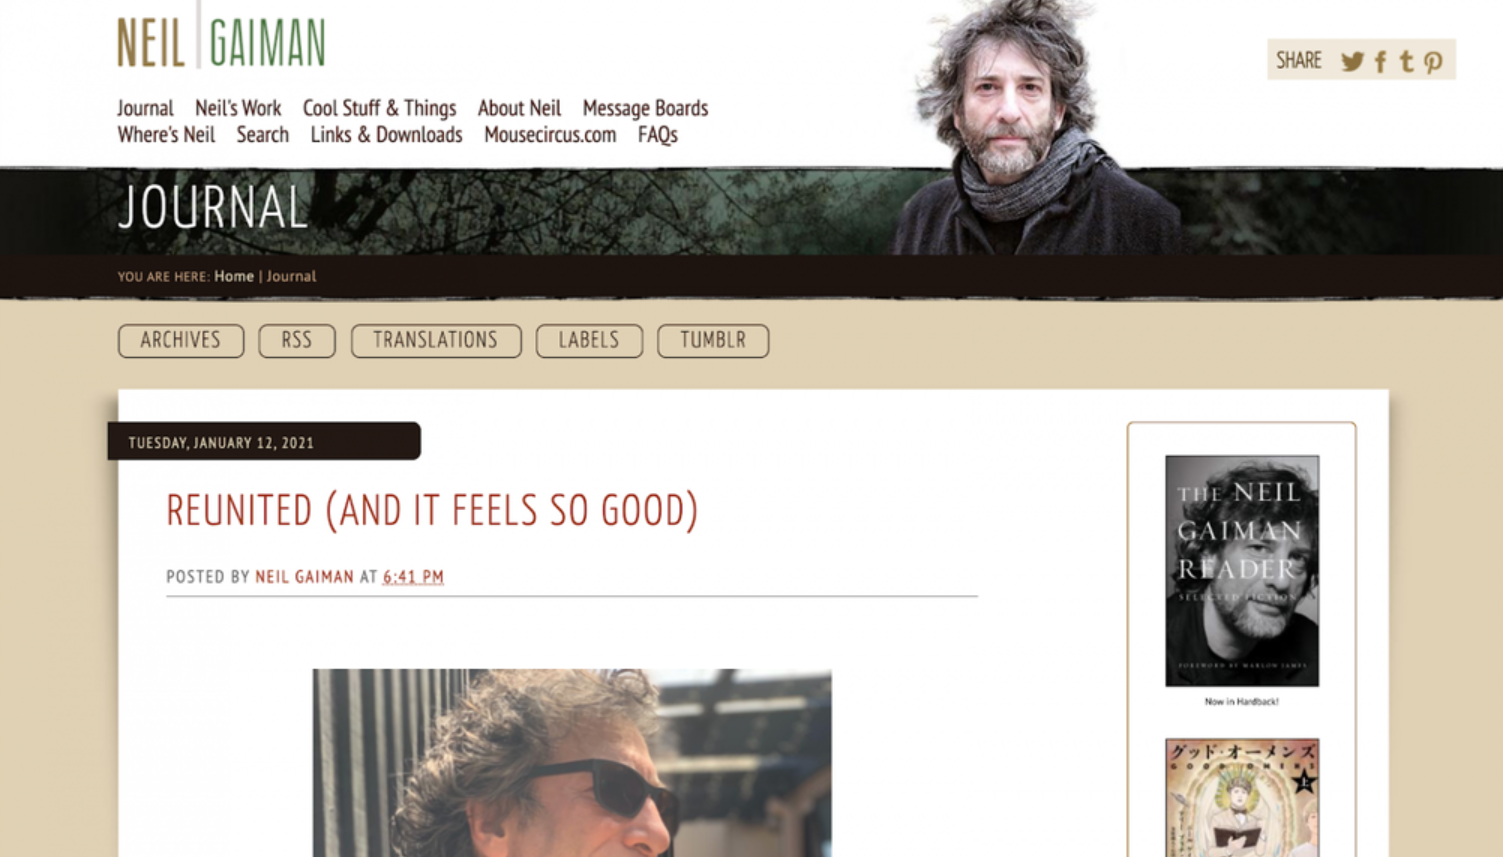 NEIL GAIMAN
SHARE
Journal Neil's Work Cool Stuff & Things About Neil Message Boards
Where's Neil Search Links & Downloads Mousecircus.com FAQs
JOURNAL
YOU ARE HERE: Home | Journal
ARCHIVES RSS TRANSLATIONS LABELS TUMBLR
TUESDAY, JANUARY 12, 2021
REUNITED (AND IT FEELS SO GOOD)
POSTED BY NEIL GAIMAN AT 6:41 PM
THE NEIL
GAIMAN
READER
SELECTED FICTION
FOREWORD BY MARLON JAMES
Now in Hardback!
グッド・オーメンズ
GOOD OMENS
上